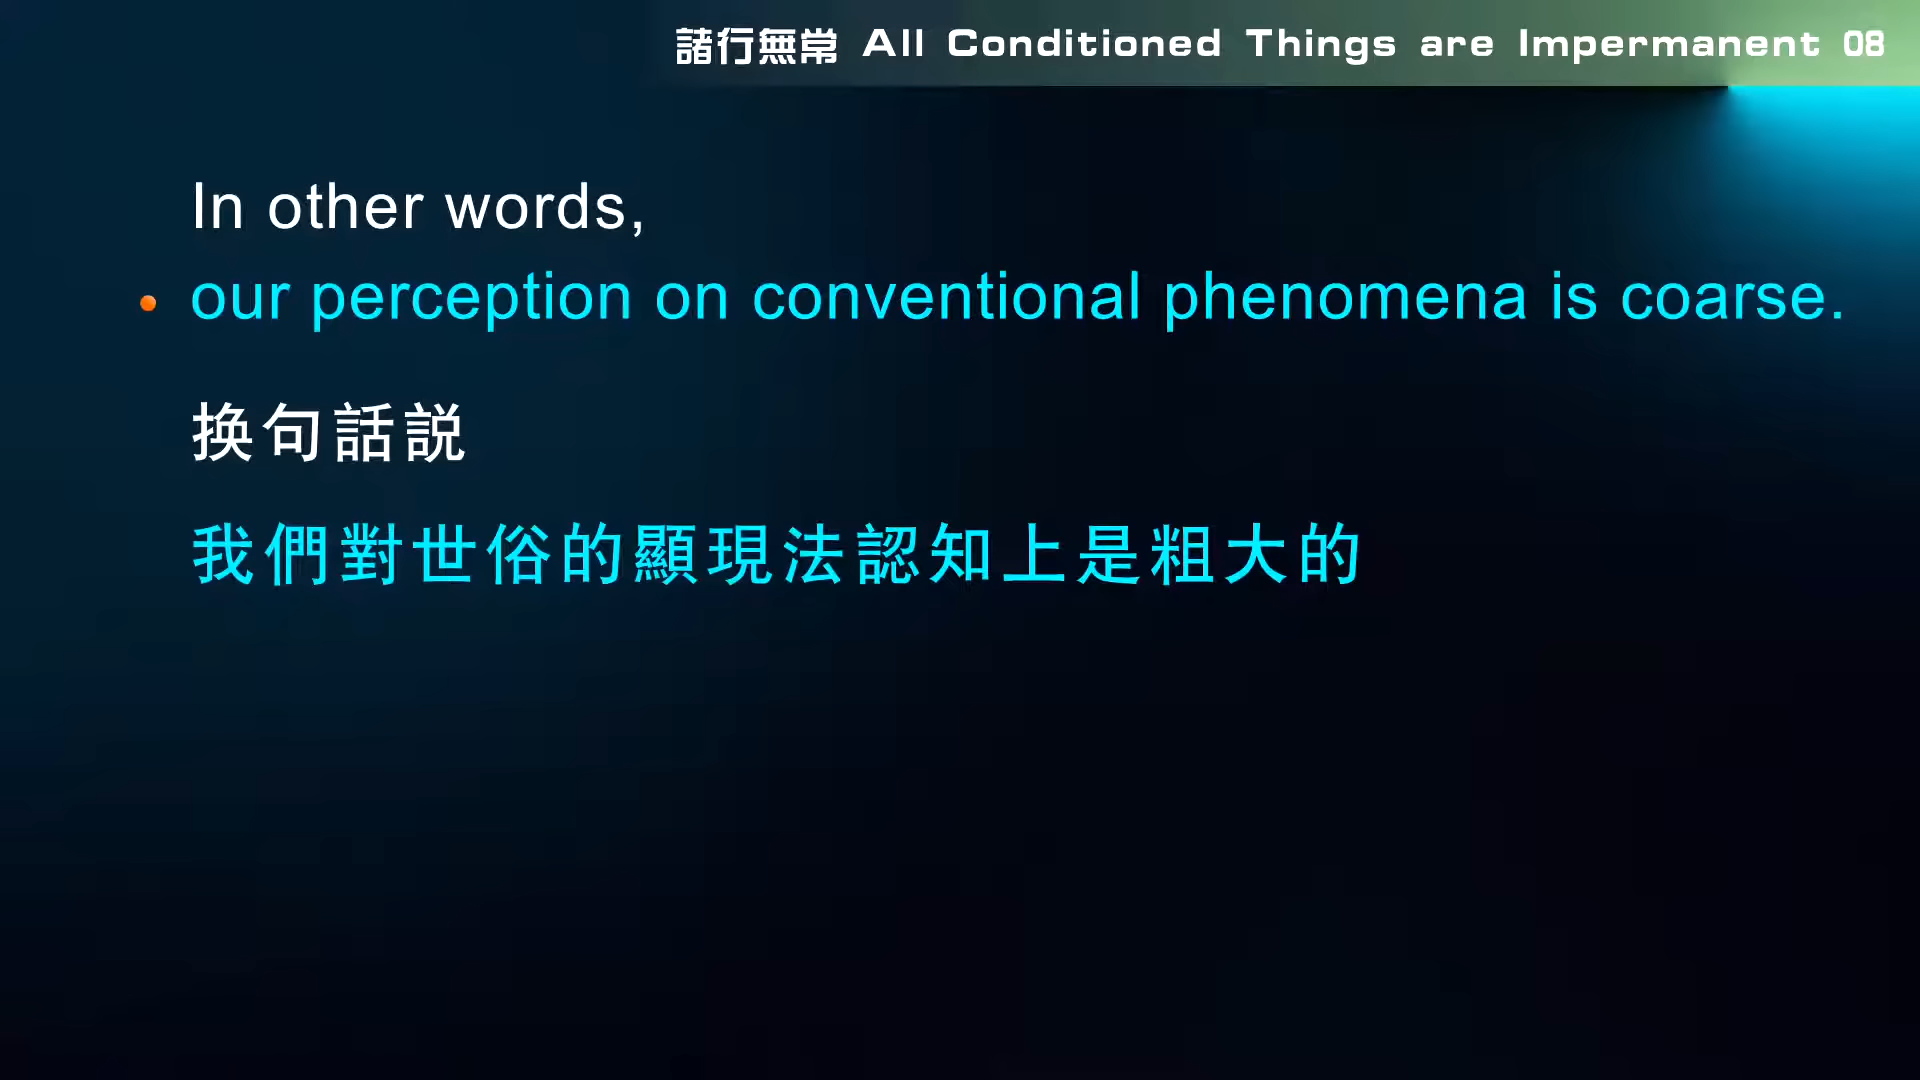 諸行無常 All Conditioned Things are Impermanent 08
In other words,
• our perception on conventional phenomena is coarse.
换句話説
我們對世俗的顯現法認知上是粗大的